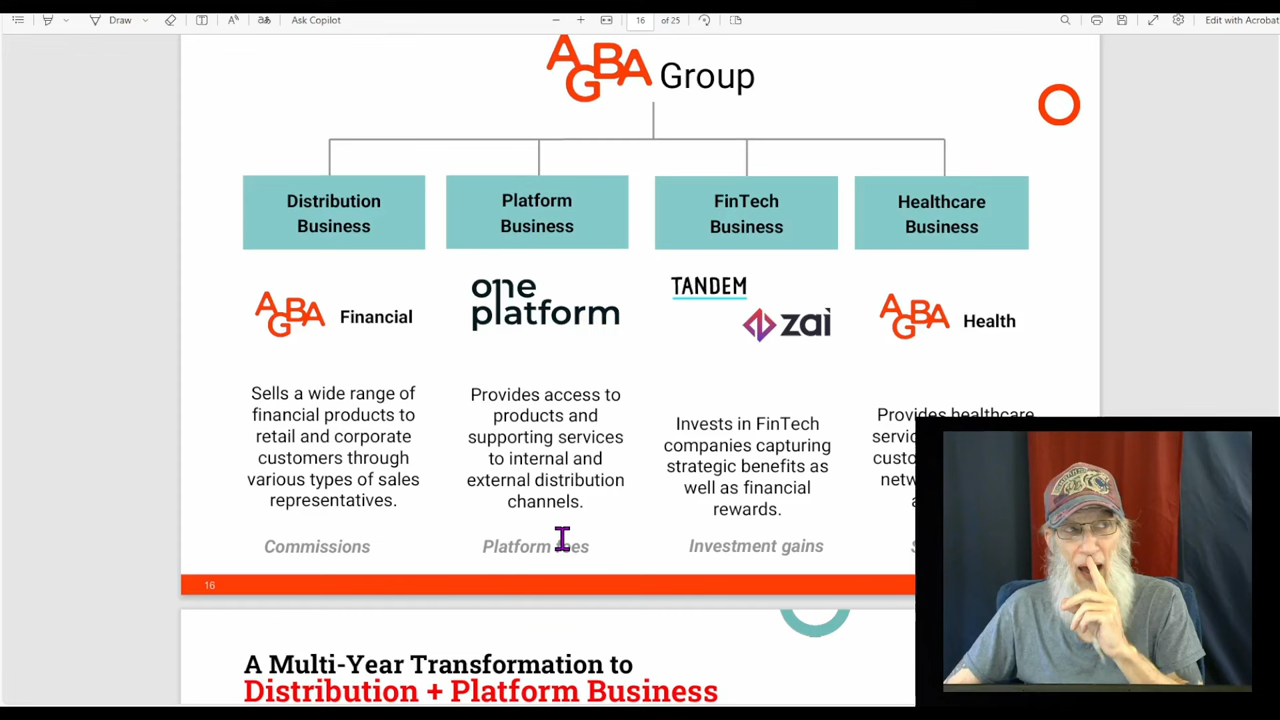 Draw
Ask Copilot
16
of 25
Edit with Acrobat
AGBA Group
Distribution
Business
Platform
Business
FinTech
Business
Healthcare
Business
AGBA Financial
one
platform
TANDEM
zai
AGBA Health
Sells a wide range of
financial products to
retail and corporate
customers through
various types of sales
representatives.
Provides access to
products and
supporting services
to internal and
external distribution
channels.
Invests in FinTech
companies capturing
strategic benefits as
well as financial
rewards.
Provides healthcare
Commissions
Platform fees
Investment gains
16
A Multi-Year Transformation to
Distribution + Platform Business